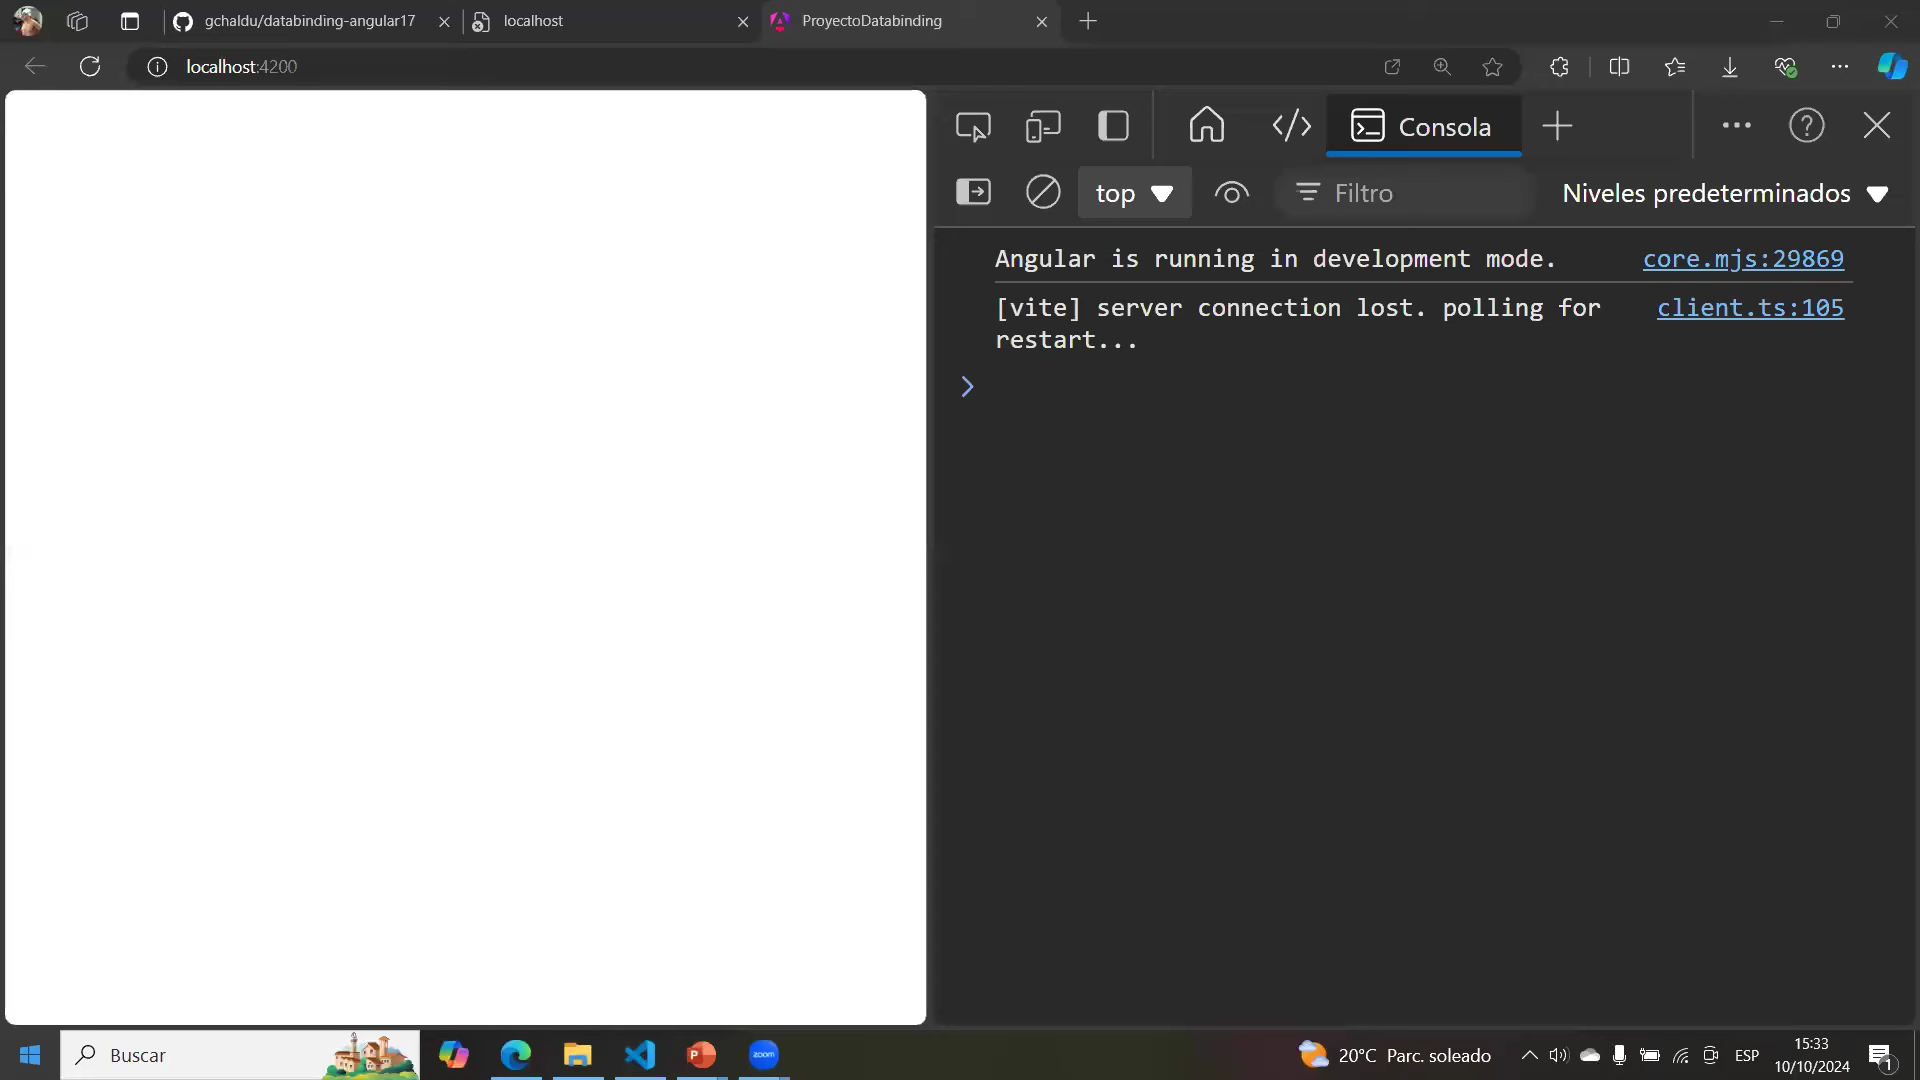 gchaldu/databinding-angular17
localhost
ProyectoDatabinding
localhost:4200
Consola
top
Filtro
Niveles predeterminados
Angular is running in development mode.
core.mjs:29869
[vite] server connection lost. polling for
restart...
client.ts:105
Buscar
zoom
20°C Parc. soleado
ESP
15:33
10/10/2024
1